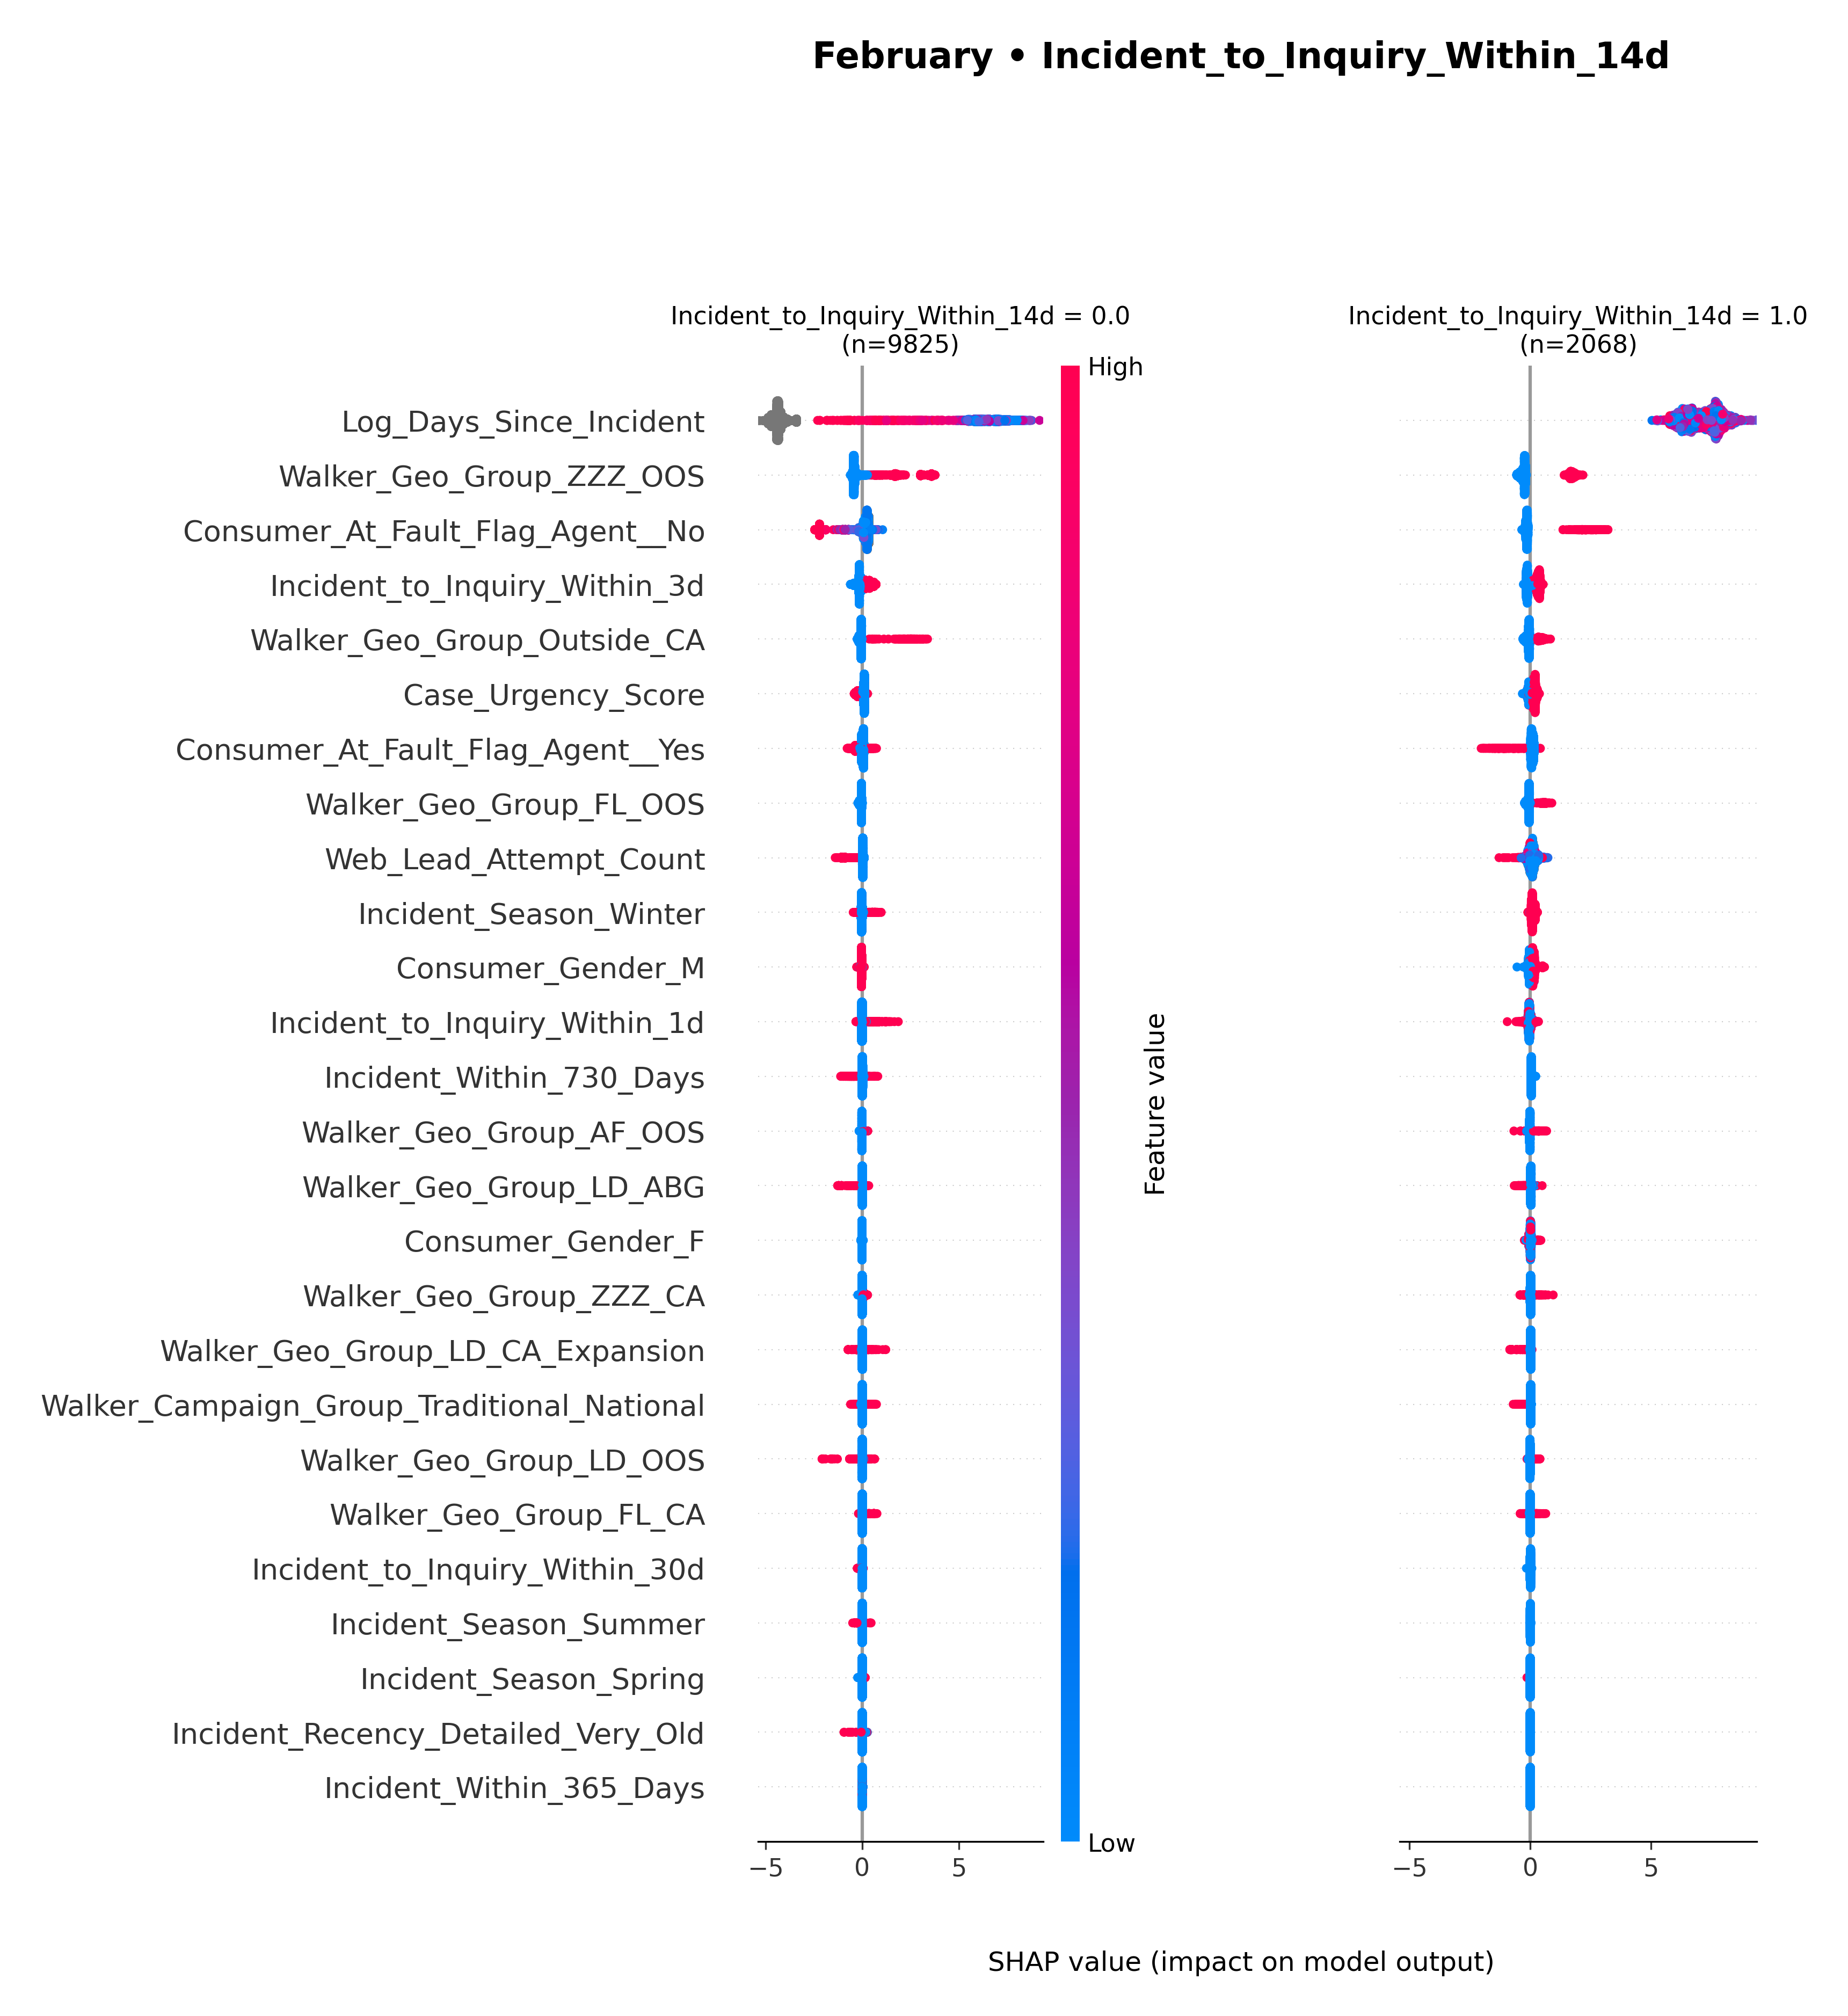 February • Incident_to_Inquiry_Within_14d
Incident_to_Inquiry_Within_14d = 0.0
(n=9825)
Incident_to_Inquiry_Within_14d = 1.0
(n=2068)
High
Log_Days_Since_Incident
Walker_Geo_Group_ZZZ_OOS
Consumer_At_Fault_Flag_Agent__No
Incident_to_Inquiry_Within_3d
Walker_Geo_Group_Outside_CA
Case_Urgency_Score
Consumer_At_Fault_Flag_Agent__Yes
Walker_Geo_Group_FL_OOS
Web_Lead_Attempt_Count
Incident_Season_Winter
Consumer_Gender_M
Incident_to_Inquiry_Within_1d
Incident_Within_730_Days
Walker_Geo_Group_AF_OOS
Walker_Geo_Group_LD_ABG
Consumer_Gender_F
Walker_Geo_Group_ZZZ_CA
Walker_Geo_Group_LD_CA_Expansion
Walker_Campaign_Group_Traditional_National
Walker_Geo_Group_LD_OOS
Walker_Geo_Group_FL_CA
Incident_to_Inquiry_Within_30d
Incident_Season_Summer
Incident_Season_Spring
Incident_Recency_Detailed_Very_Old
Incident_Within_365_Days
Feature value
Low
−5 0 5
−5 0 5
SHAP value (impact on model output)